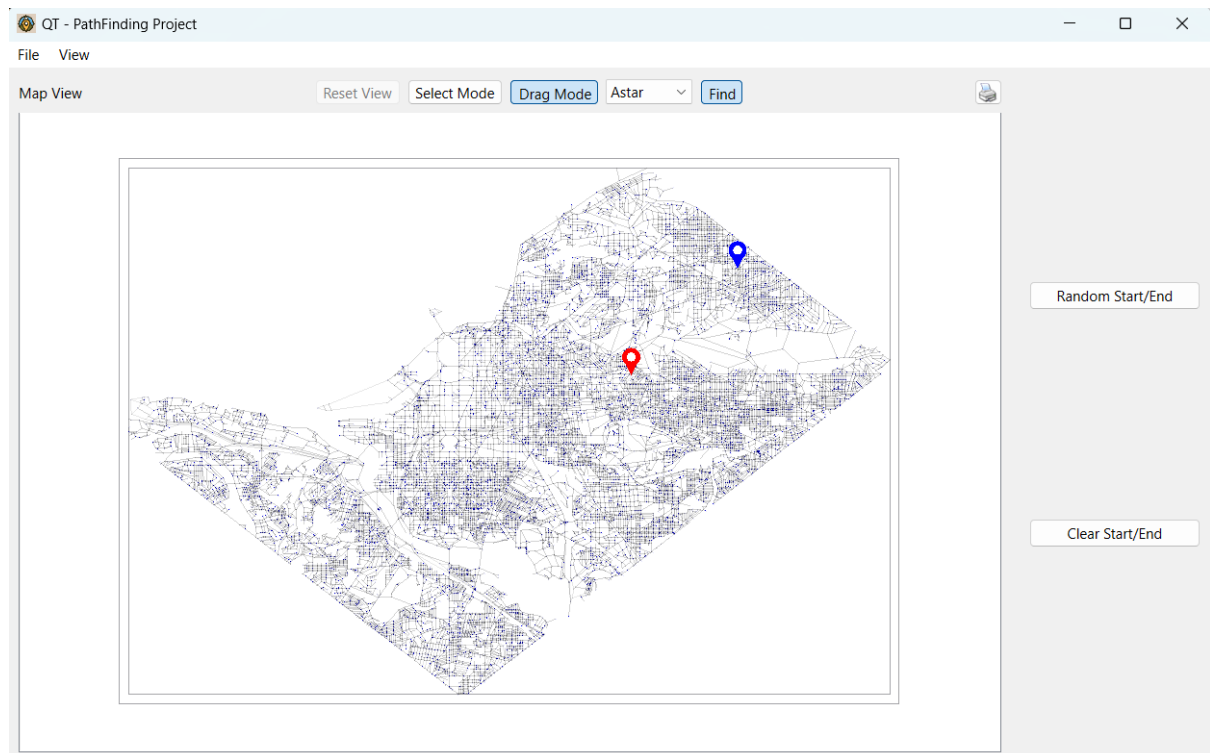 QT - PathFinding Project
File View
Map View Reset View Select Mode Drag Mode Astar Find
Random Start/End
Clear Start/End